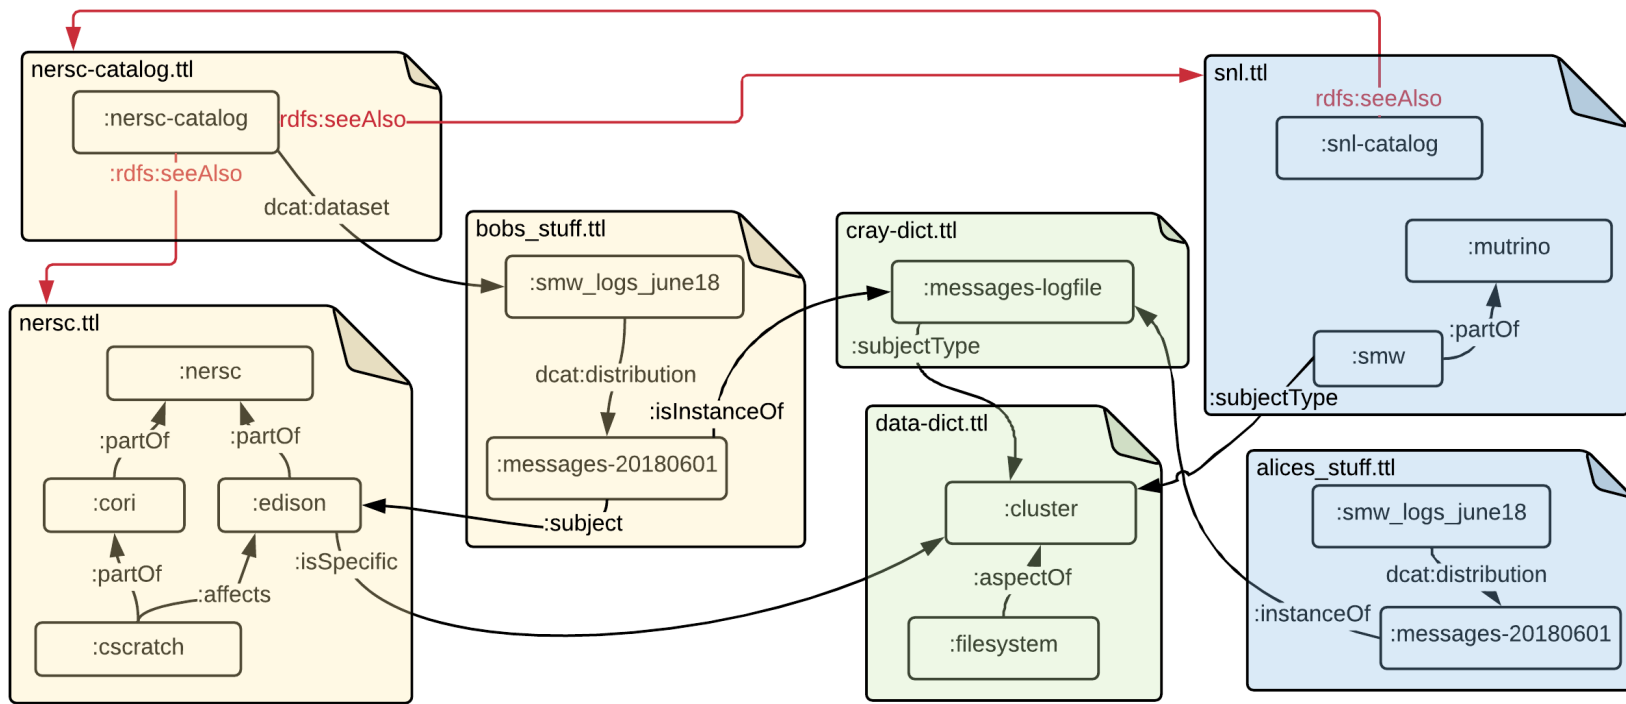 nersc-catalog.ttl
:nersc-catalog
rdfs:seeAlso
:rdfs:seeAlso
dcat:dataset
snl.ttl
rdfs:seeAlso
:snl-catalog
:mutrino
:partOf
:smw
:subjectType
bobs_stuff.ttl
:smw_logs_june18
dcat:distribution
:isInstanceOf
:messages-20180601
:subject
cray-dict.ttl
:messages-logfile
:subjectType
nersc.ttl
:nersc
:partOf
:partOf
:cori
:edison
:isSpecific
:partOf
:affects
:cscratch
data-dict.ttl
:cluster
:aspectOf
:filesystem
alices_stuff.ttl
:smw_logs_june18
dcat:distribution
:instanceOf
:messages-20180601